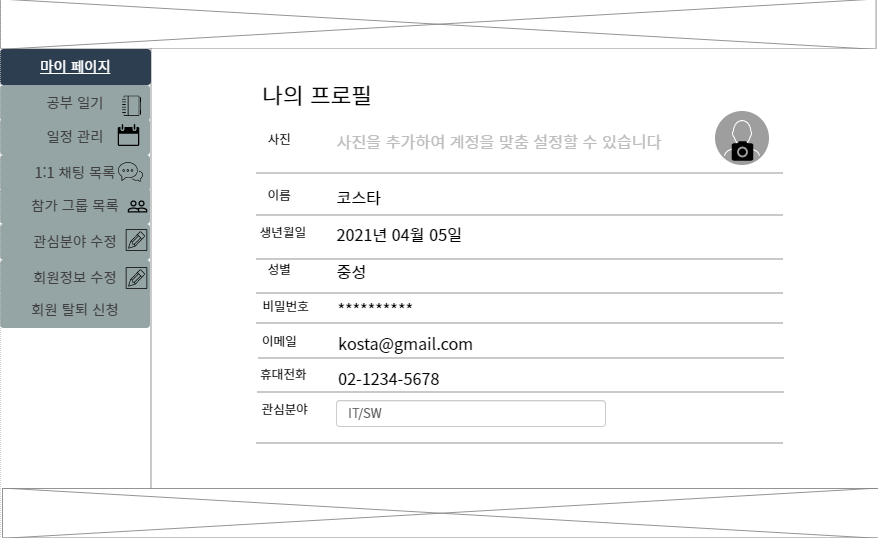 마이 페이지
공부 일기
일정 관리
1:1 채팅 목록
참가 그룹 목록
관심분야 수정
회원정보 수정
회원 탈퇴 신청
나의 프로필
사진 사진을 추가하여 계정을 맞춤 설정할 수 있습니다
이름 코스타
생년월일 2021년 04월 05일
성별 중성
비밀번호 **********
이메일 kosta@gmail.com
휴대전화 02-1234-5678
관심분야 IT/SW